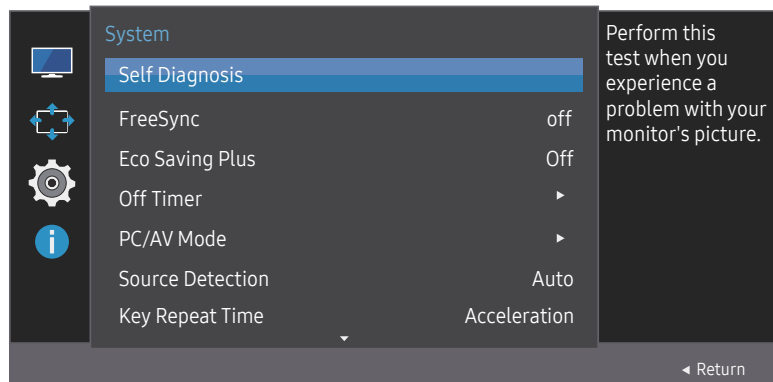 System
Self Diagnosis
FreeSync off
Eco Saving Plus Off
Off Timer ►
PC/AV Mode ►
Source Detection Auto
Key Repeat Time Acceleration
Perform this
test when you
experience a
problem with your
monitor's picture.
◄ Return